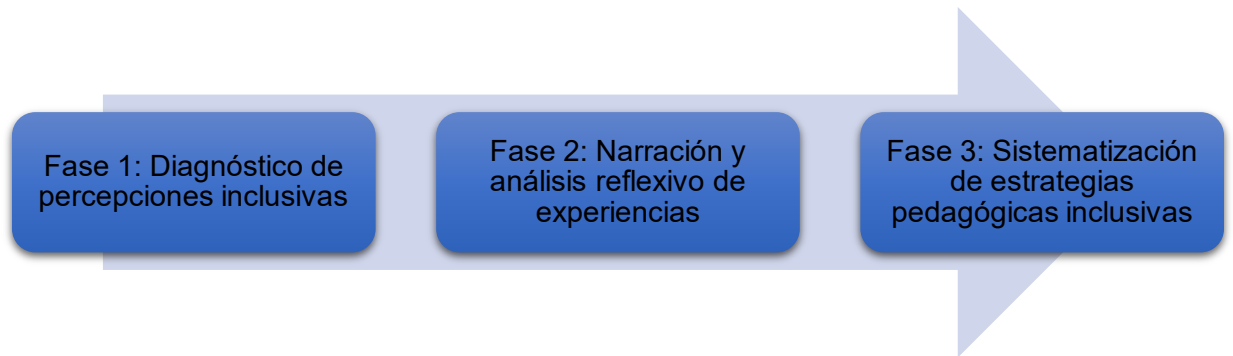 Fase 1: Diagnóstico de
percepciones inclusivas
Fase 2: Narración y
análisis reflexivo de
experiencias
Fase 3: Sistematización
de estrategias
pedagógicas inclusivas